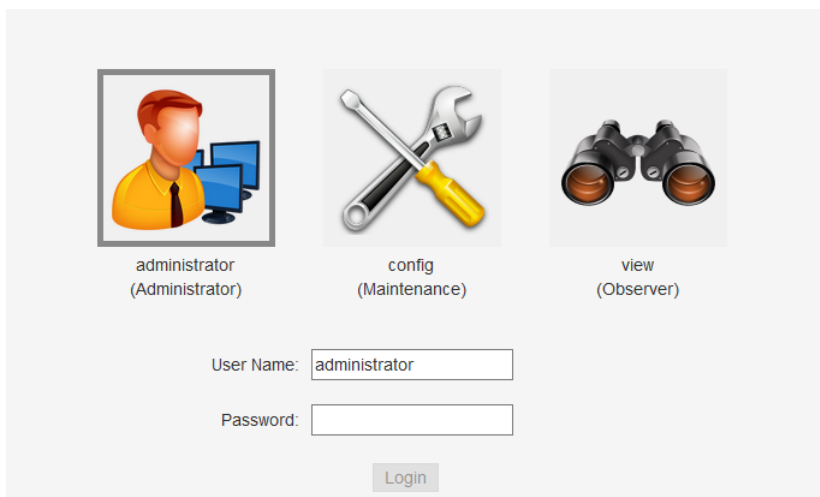 administrator
(Administrator)
config
(Maintenance)
view
(Observer)
User Name: administrator
Password:
Login